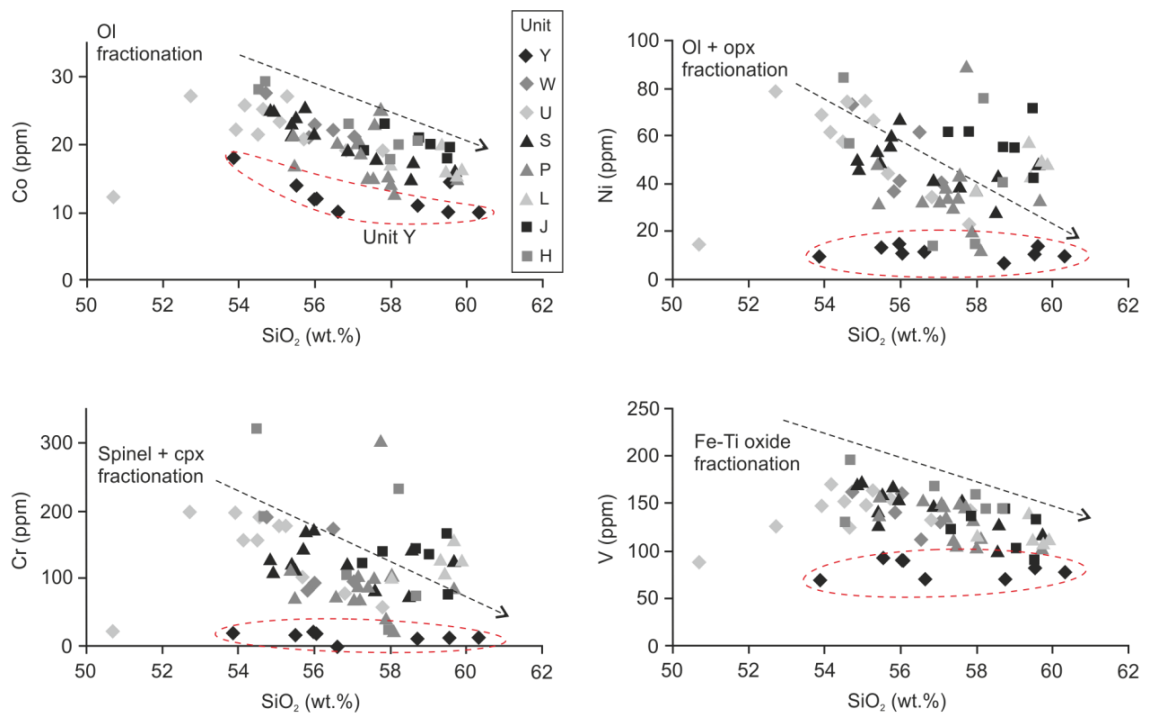 Ol
fractionation
Co (ppm)
30
20
10
0
50
52
54
56
58
60
62
SiO₂ (wt.%)
Unit Y
Unit
Y
W
U
S
P
L
J
H
Ol + opx
fractionation
Ni (ppm)
100
80
60
40
20
0
50
52
54
56
58
60
62
SiO₂ (wt.%)
Spinel + cpx
fractionation
Cr (ppm)
300
200
100
0
50
52
54
56
58
60
62
SiO₂ (wt.%)
Fe-Ti oxide
fractionation
V (ppm)
250
200
150
100
50
0
50
52
54
56
58
60
62
SiO₂ (wt.%)